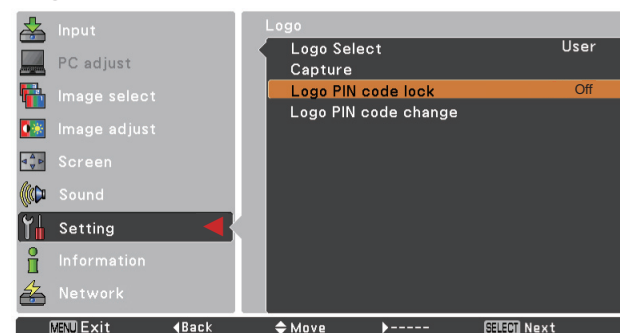 Input
PC adjust
Image select
Image adjust
Screen
Sound
Setting
Information
Network
Logo
Logo Select User
Capture
Logo PIN code lock Off
Logo PIN code change
MENU Exit ◀Back ◆Move ▶----- SELECT Next